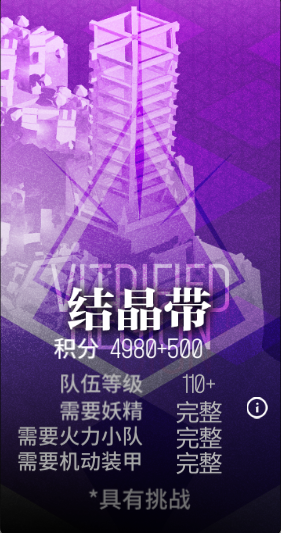 VITRIFIED
结晶带
积分 4980+500
队伍等级 110+
需要妖精 完整
需要火力小队 完整
需要机动装甲 完整
*具有挑战